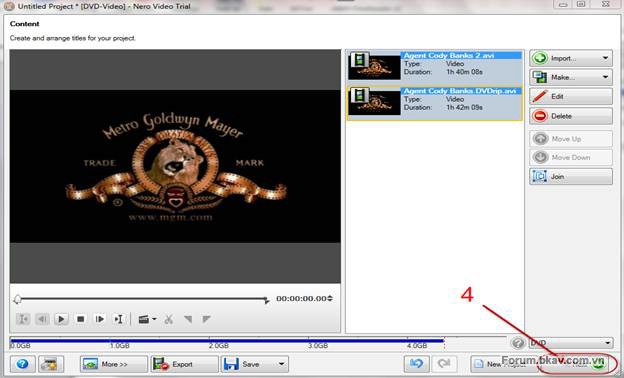 Untitled Project * [DVD-Video] - Nero Video Trial
Content
Create and arrange titles for your project.
Metro Goldwyn Mayer
TRADE MARK
www.mgm.com
00:00:00.00
Agent Cody Banks 2.avi
Type: Video
Duration: 1h 40m 08s
Agent Cody Banks DVDrip.avi
Type: Video
Duration: 1h 42m 09s
Import...
Make...
Edit
Delete
Move Up
Move Down
Join
4
0.0GB 1.0GB 2.0GB 3.0GB 4.0GB
DVD
More >>
Export
Save
New Project
Next
Forum.bkav.com.vn